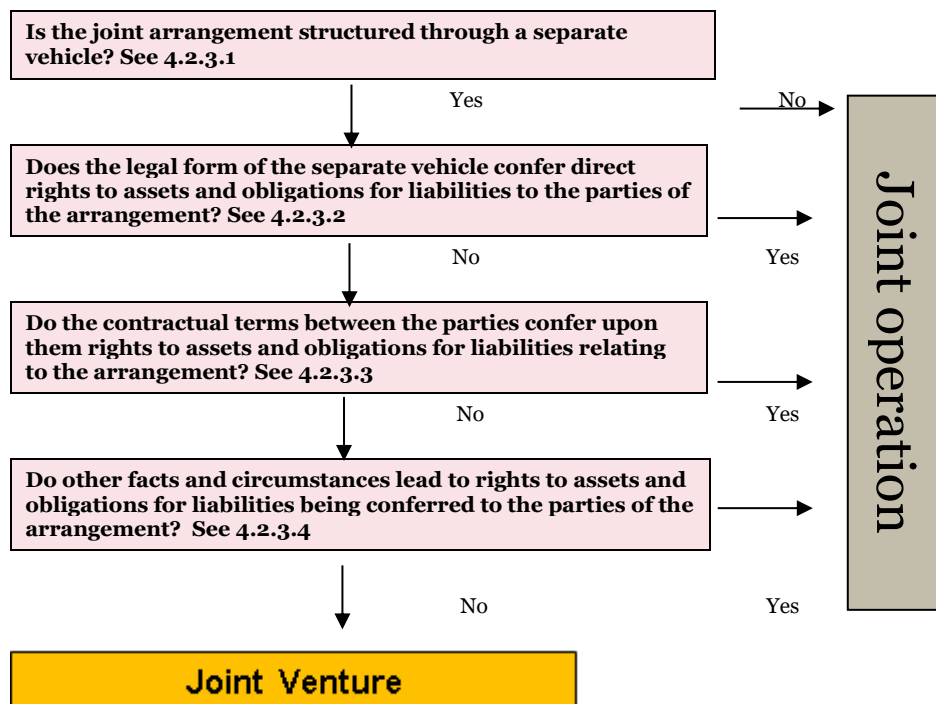 Is the joint arrangement structured through a separate
vehicle? See 4.2.3.1
Yes
No
Does the legal form of the separate vehicle confer direct
rights to assets and obligations for liabilities to the parties of
the arrangement? See 4.2.3.2
No
Yes
Do the contractual terms between the parties confer upon
them rights to assets and obligations for liabilities relating
to the arrangement? See 4.2.3.3
No
Yes
Do other facts and circumstances lead to rights to assets and
obligations for liabilities being conferred to the parties of the
arrangement? See 4.2.3.4
No
Yes
Joint operation
Joint Venture